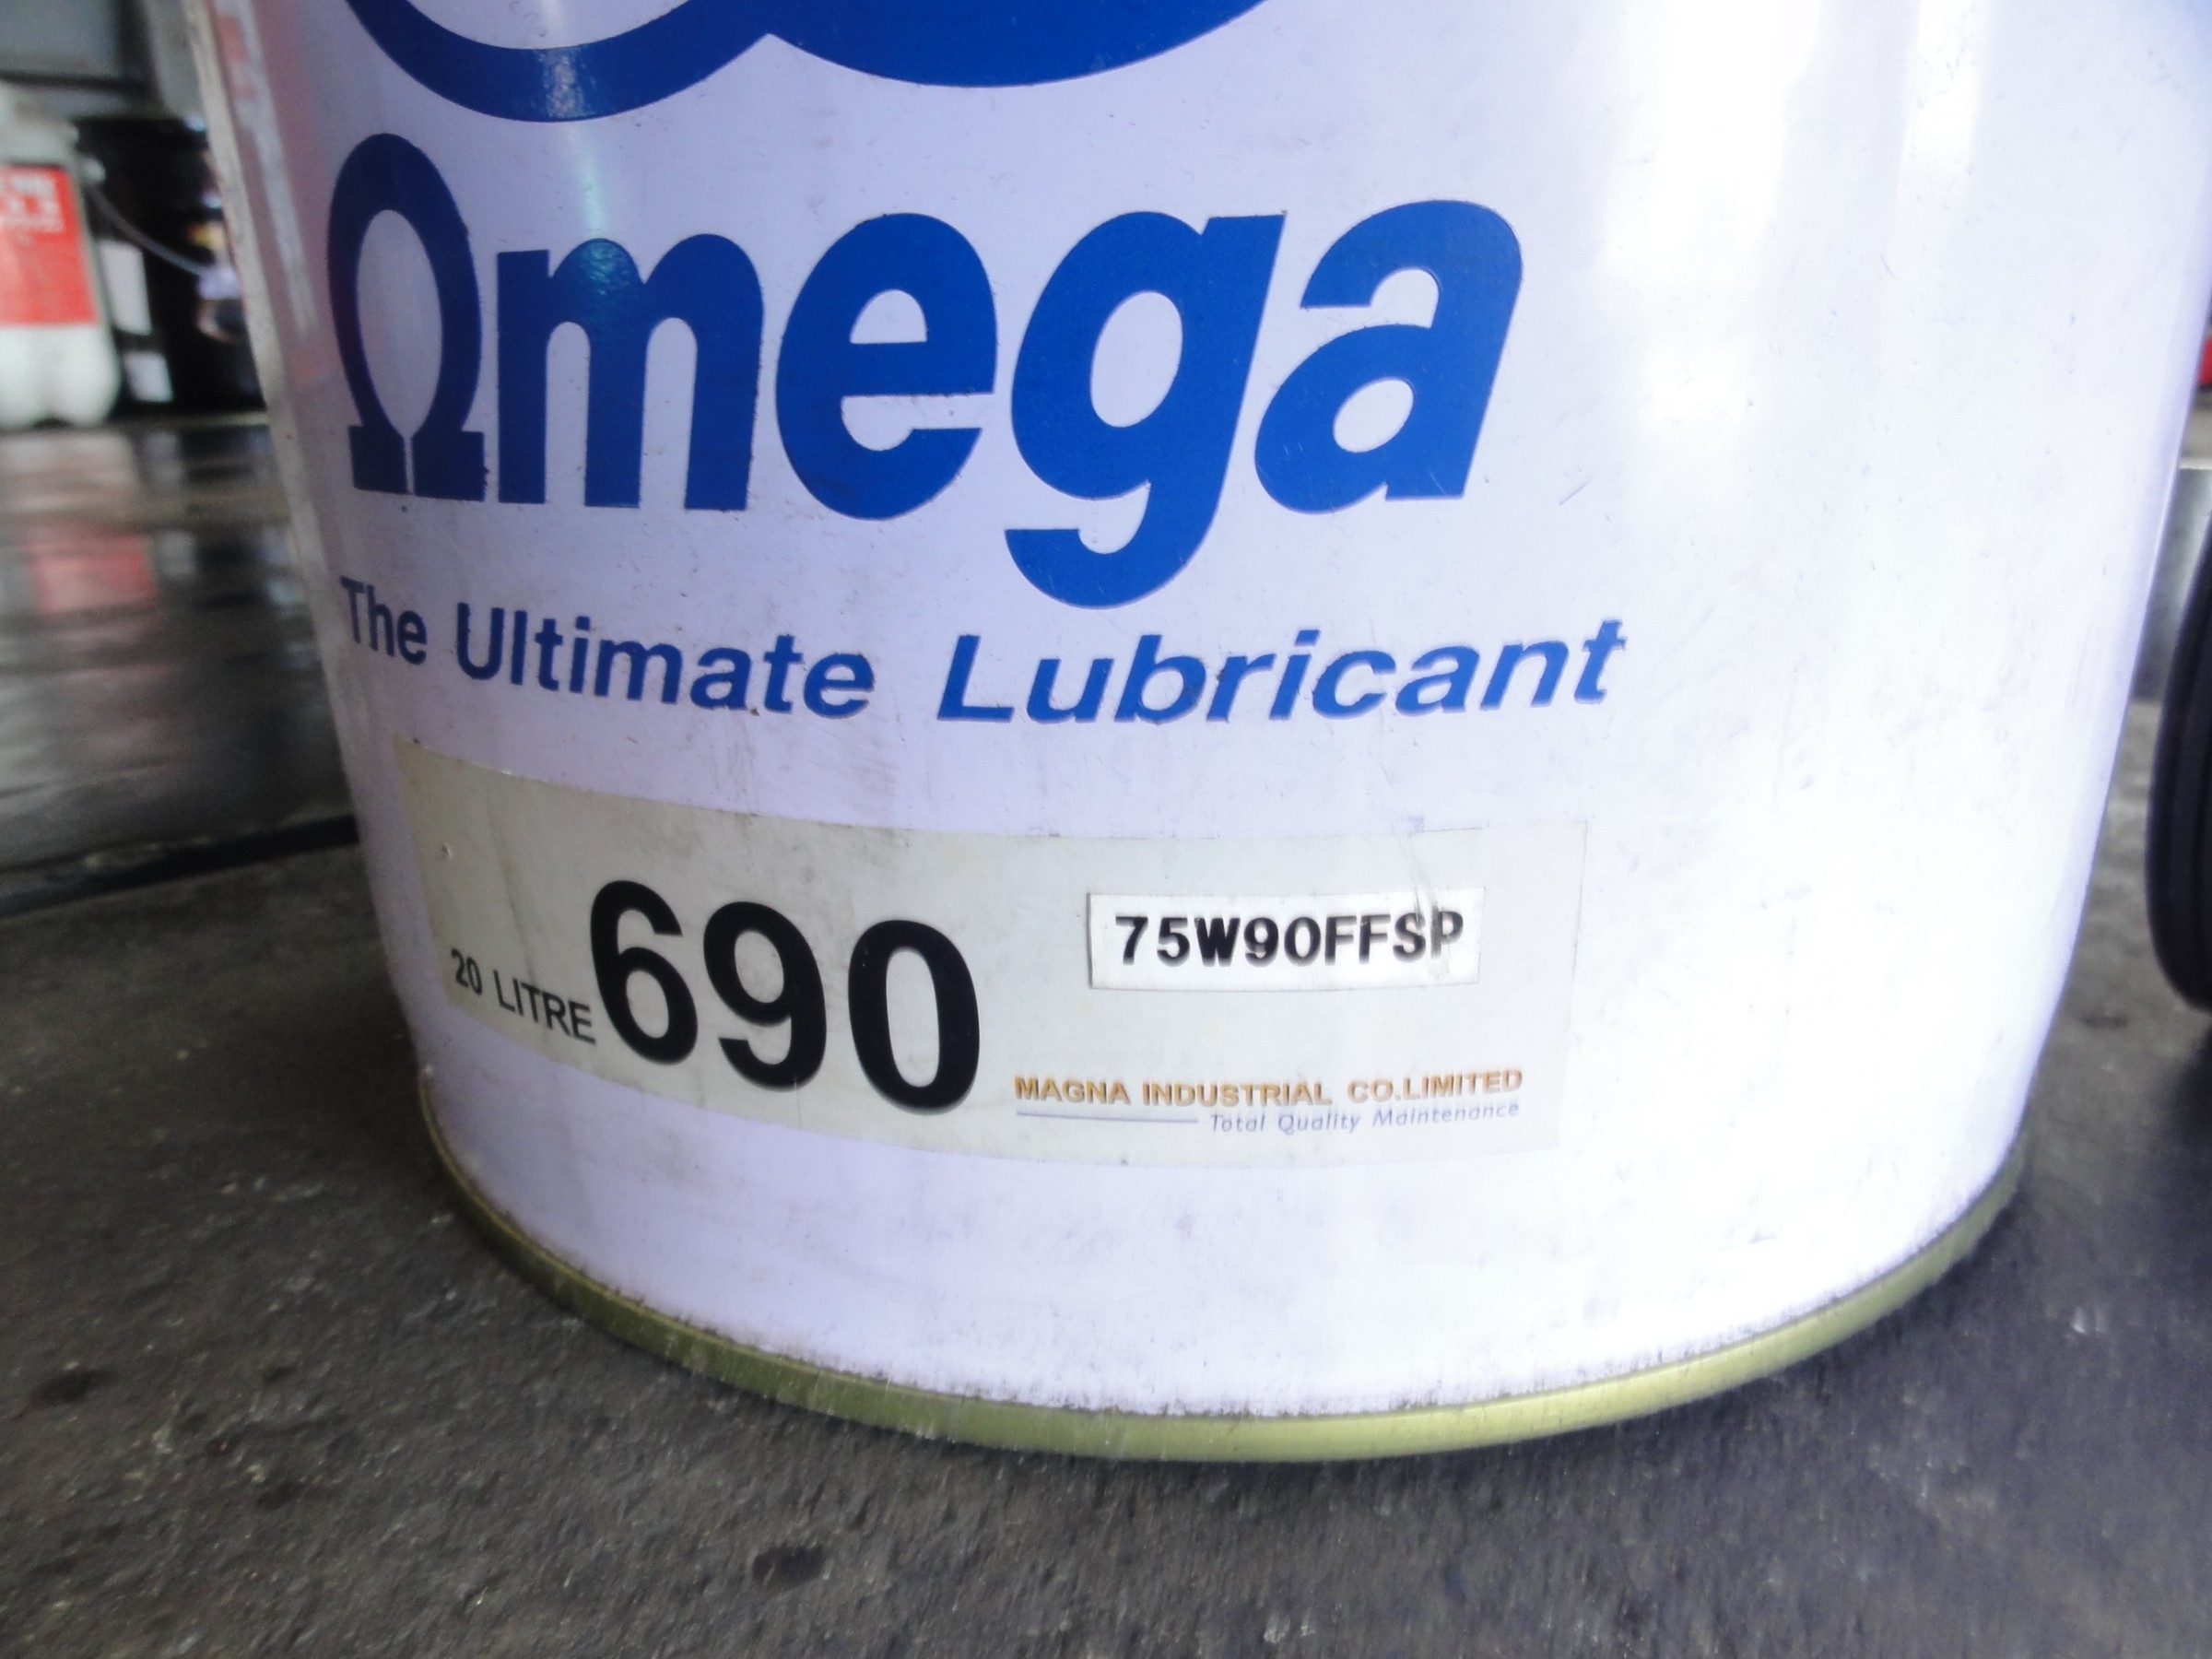 Ωmega
The Ultimate Lubricant
20 LITRE 690
75W90FFSP
MAGNA INDUSTRIAL CO.LIMITED
Total Quality Maintenance